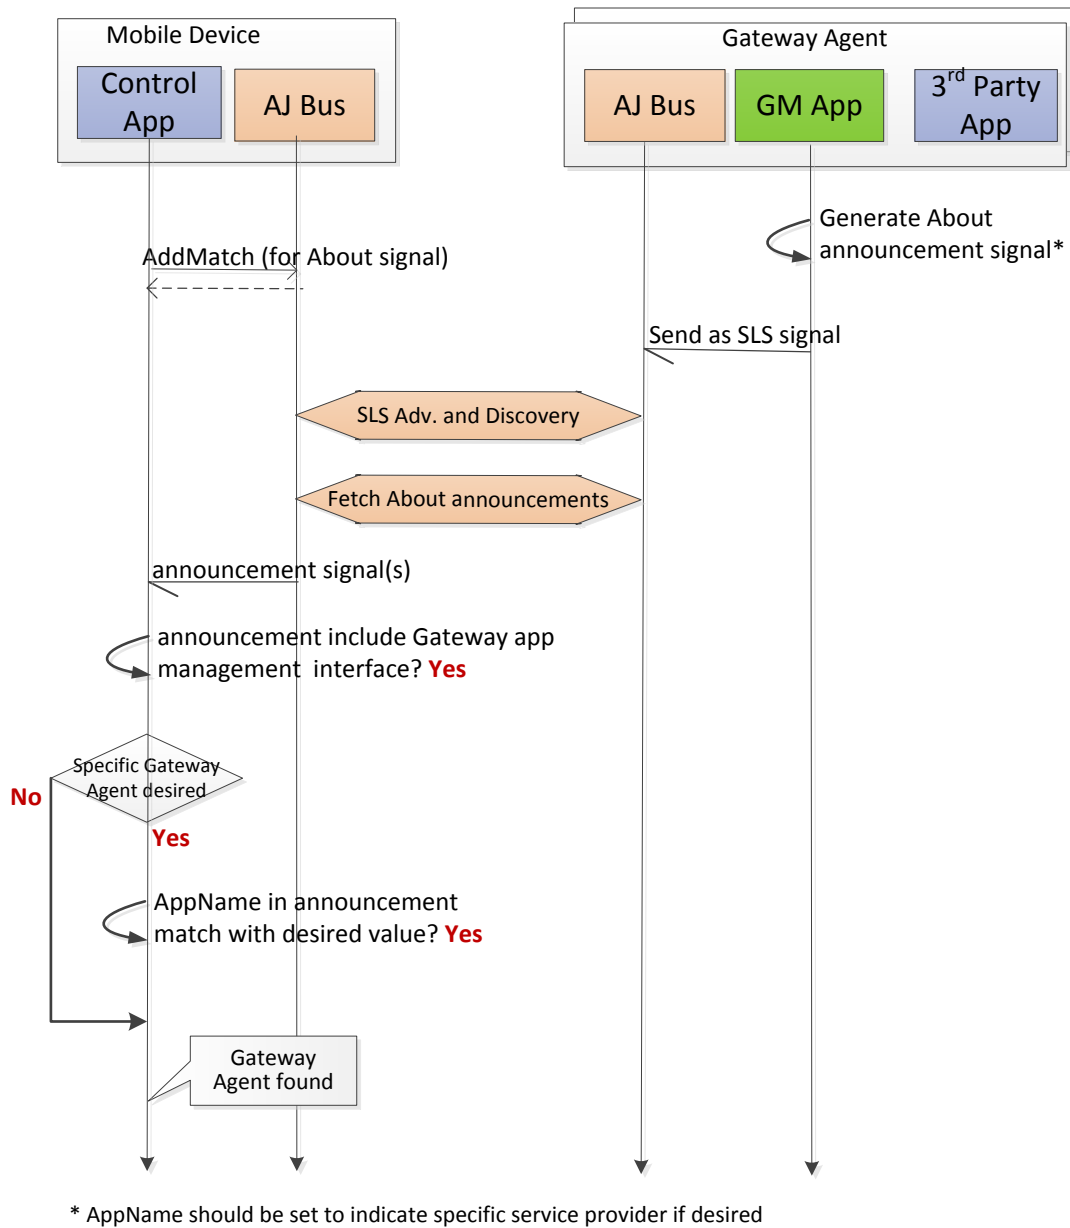 Mobile Device
Gateway Agent
Control
App
AJ Bus
AJ Bus
GM App
3rd Party
App
Generate About
announcement signal*
AddMatch (for About signal)
Send as SLS signal
SLS Adv. and Discovery
Fetch About announcements
announcement signal(s)
announcement include Gateway app
management interface? Yes
Specific Gateway
Agent desired
No
Yes
AppName in announcement
match with desired value? Yes
Gateway
Agent found
* AppName should be set to indicate specific service provider if desired